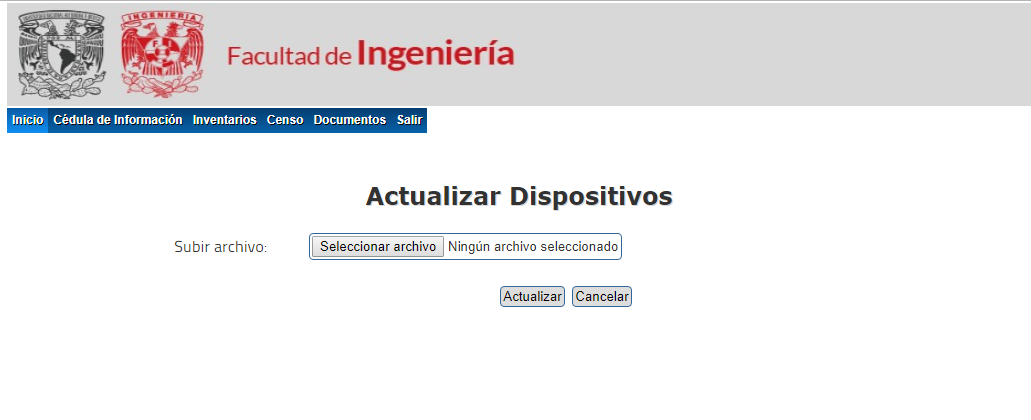 INGENIERIA
Facultad de Ingeniería
Inicio Cédula de Información Inventarios Censo Documentos Salir
Actualizar Dispositivos
Subir archivo: Seleccionar archivo Ningún archivo seleccionado
Actualizar Cancelar